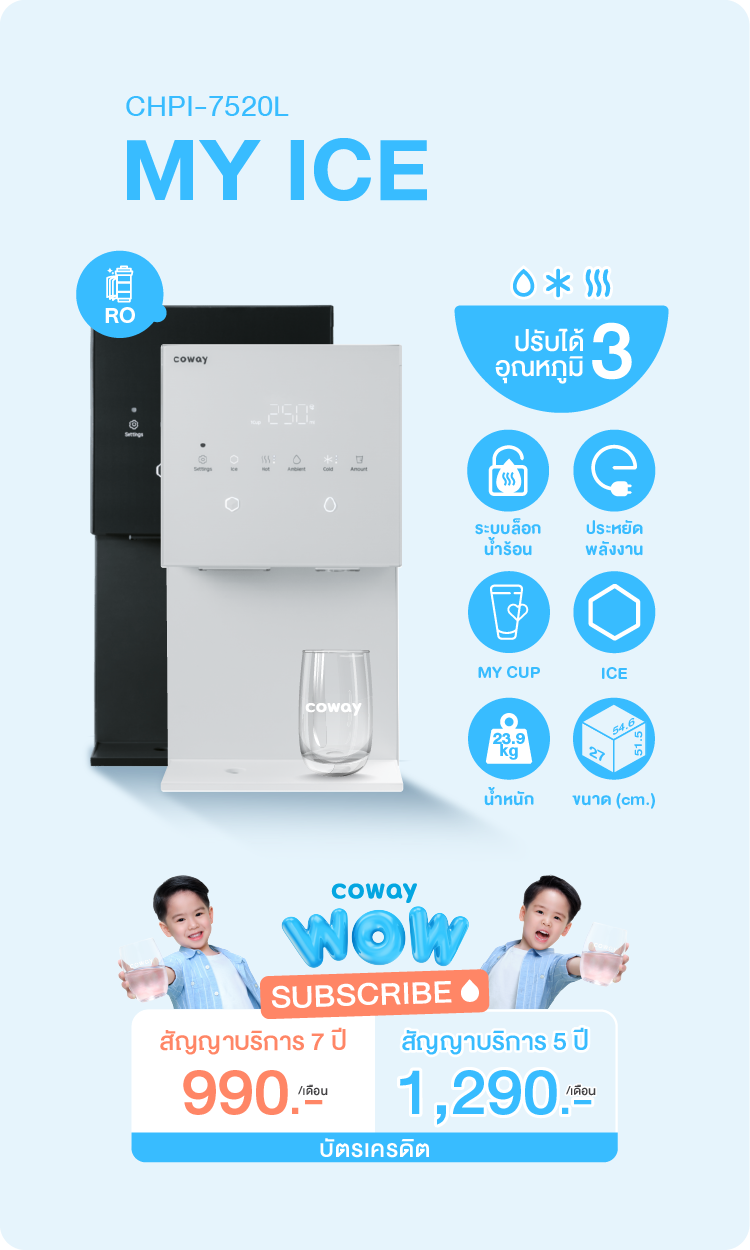 CHPI-7520L
MY ICE
RO
ปรับได้
อุณหภูมิ
3
coway
250
Settings
Settings
Ice
Hot
Ambient
Cold
Amount
coway
ระบบล็อก
น้ำร้อน
ประหยัด
พลังงาน
MY CUP
ICE
23.9
kg
54.6
27
51.5
น้ำหนัก
ขนาด (cm.)
coway
WOW
SUBSCRIBE
สัญญาบริการ 7 ปี
990.-
/เดือน
สัญญาบริการ 5 ปี
1,290.-
/เดือน
บัตรเครดิต